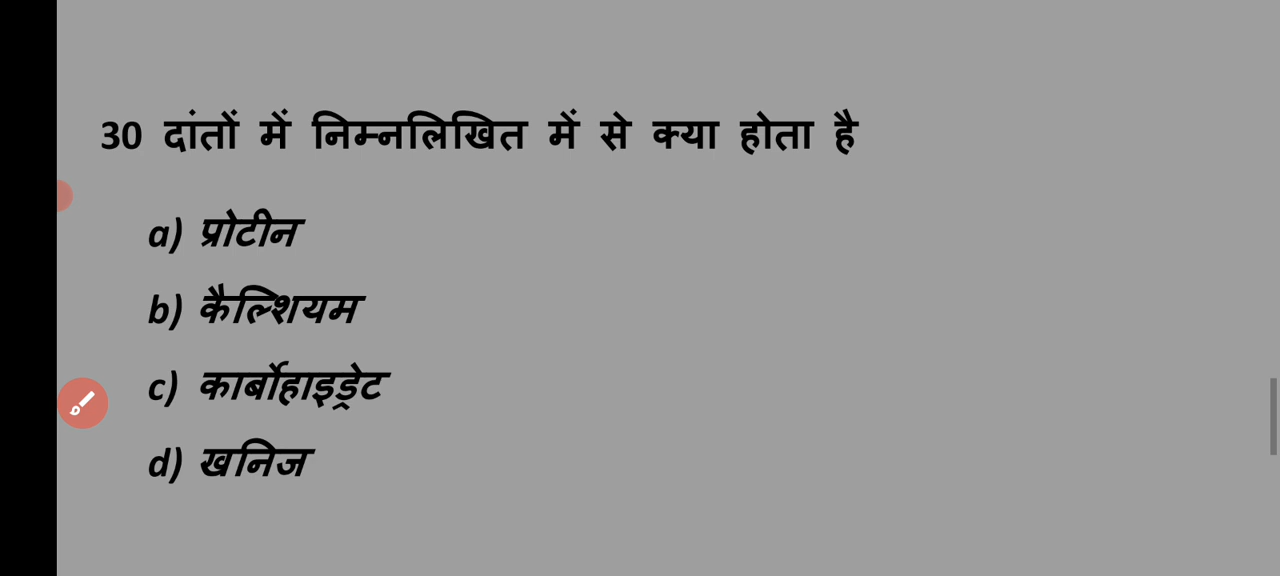 30 दांतों में निम्नलिखित में से क्या होता है
a) प्रोटीन
b) कैल्शियम
c) कार्बोहाइड्रेट
d) खनिज